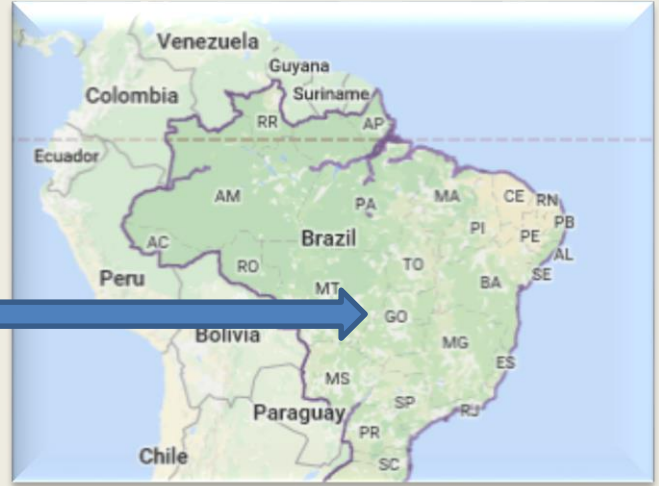 Venezuela
Guyana
Colombia
Suriname
RR
AP
Ecuador
AM
PA
MA
CE
RN
PI
PB
PE
AL
AC
Brazil
SE
RO
TO
Peru
MT
BA
GO
Bolivia
MG
ES
MS
SP
RJ
Paraguay
PR
Chile
SC